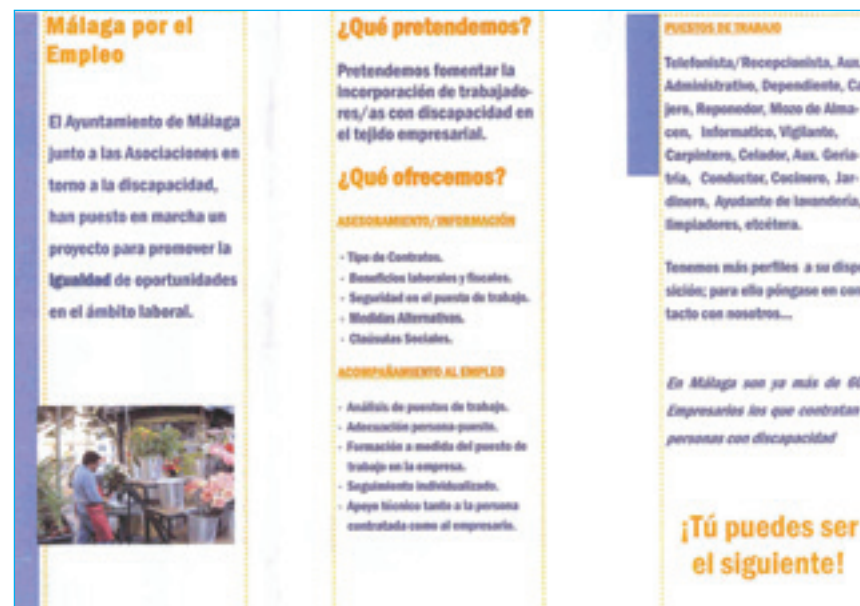 Málaga por el
Empleo
El Ayuntamiento de Málaga
junto a las Asociaciones en
torno a la discapacidad,
han puesto en marcha un
proyecto para promover la
igualdad de oportunidades
en el ámbito laboral.
¿Qué pretendemos?
Pretendemos fomentar la
incorporación de trabajado-
res/as con discapacidad en
el tejido empresarial.
¿Qué ofrecemos?
ASESORAMIENTO/INFORMACIÓN
- Tipo de Contratos.
- Beneficios laborales y fiscales.
- Seguridad en el puesto de trabajo.
- Medidas Alternativas.
- Claúsulas Sociales.
ACOMPAÑAMIENTO AL EMPLEO
- Análisis de puestos de trabajo.
- Adecuación persona-puesto.
- Formación a medida del puesto de
trabajo en la empresa.
- Seguimiento individualizado.
- Apoyo técnico tanto a la persona
contratada como al empresario.
PUESTOS DE TRABAJO
Telefonista/Recepcionista, Aux.
Administrativo, Dependiente, Ca
jero, Reponedor, Mozo de Alma-
cen, Informatico, Vigilante,
Carpintero, Celador, Aux. Geria-
tria, Conductor, Cocinero, Jar-
dinero, Ayudante de lavandería,
limpiadores, etcétera.
Tenemos más perfiles a su dispo
sición; para ello póngase en con
tacto con nosotros...
En Málaga son ya más de
Empresarios los que contratan
personas con discapacidad
¡Tú puedes ser
el siguiente!